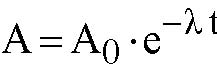 A = A₀ · e^{−λ t}